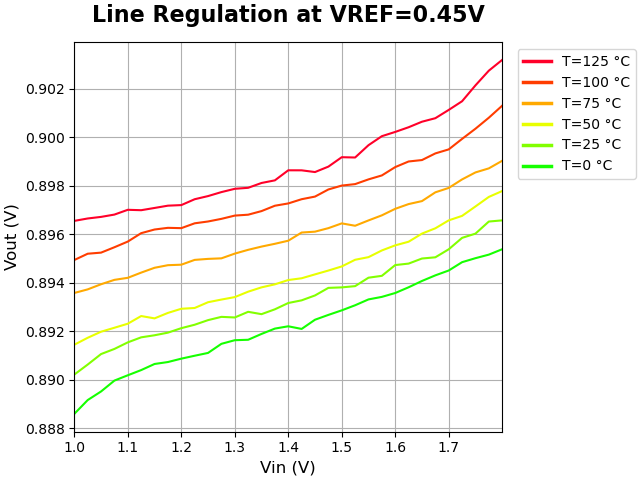 Line Regulation at VREF=0.45V
T=125 °C
T=100 °C
T=75 °C
T=50 °C
T=25 °C
T=0 °C
Vout (V)
0.902
0.900
0.898
0.896
0.894
0.892
0.890
0.888
1.0 1.1 1.2 1.3 1.4 1.5 1.6 1.7
Vin (V)